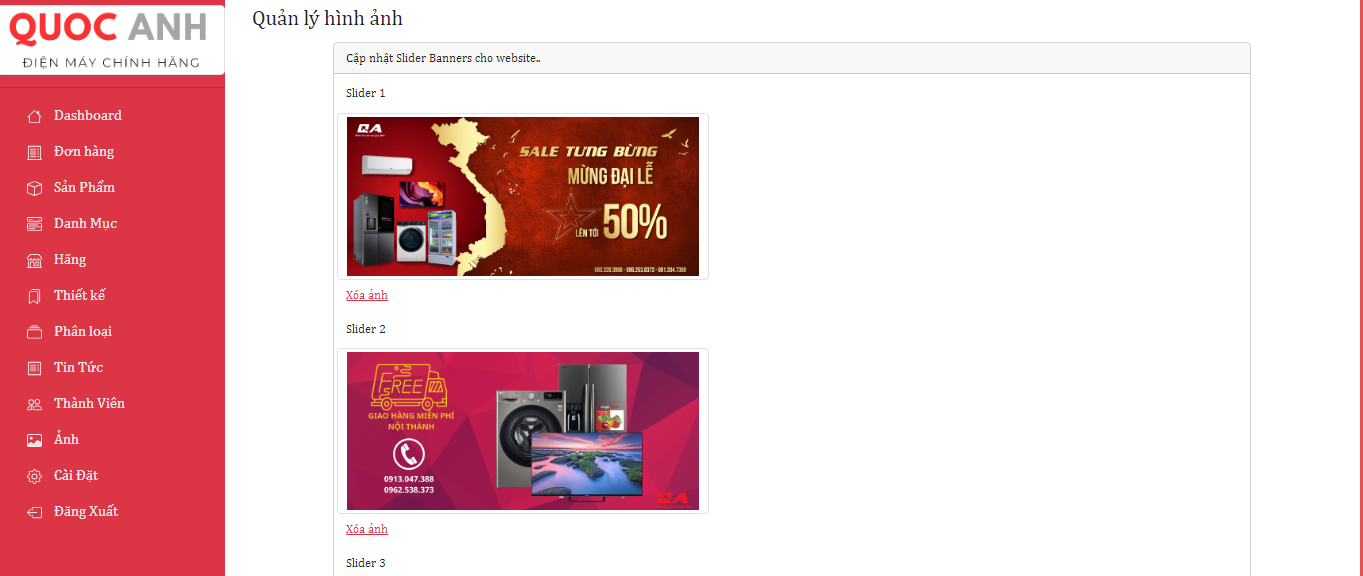 QUOC ANH
ĐIỆN MÁY CHÍNH HÃNG
Dashboard
Đơn hàng
Sản Phẩm
Danh Mục
Hãng
Thiết kế
Phân loại
Tin Tức
Thành Viên
Ảnh
Cài Đặt
Đăng Xuất
Quản lý hình ảnh
Cập nhật Slider Banners cho website..
Slider 1
QA
SALE TƯNG BỪNG
MỪNG ĐẠI LỄ
LÊN TỚI 50%
Xóa ảnh
Slider 2
FREE
GIAO HÀNG MIỄN PHÍ
NỘI THÀNH
0913.047.388
0962.538.373
QA
Xóa ảnh
Slider 3